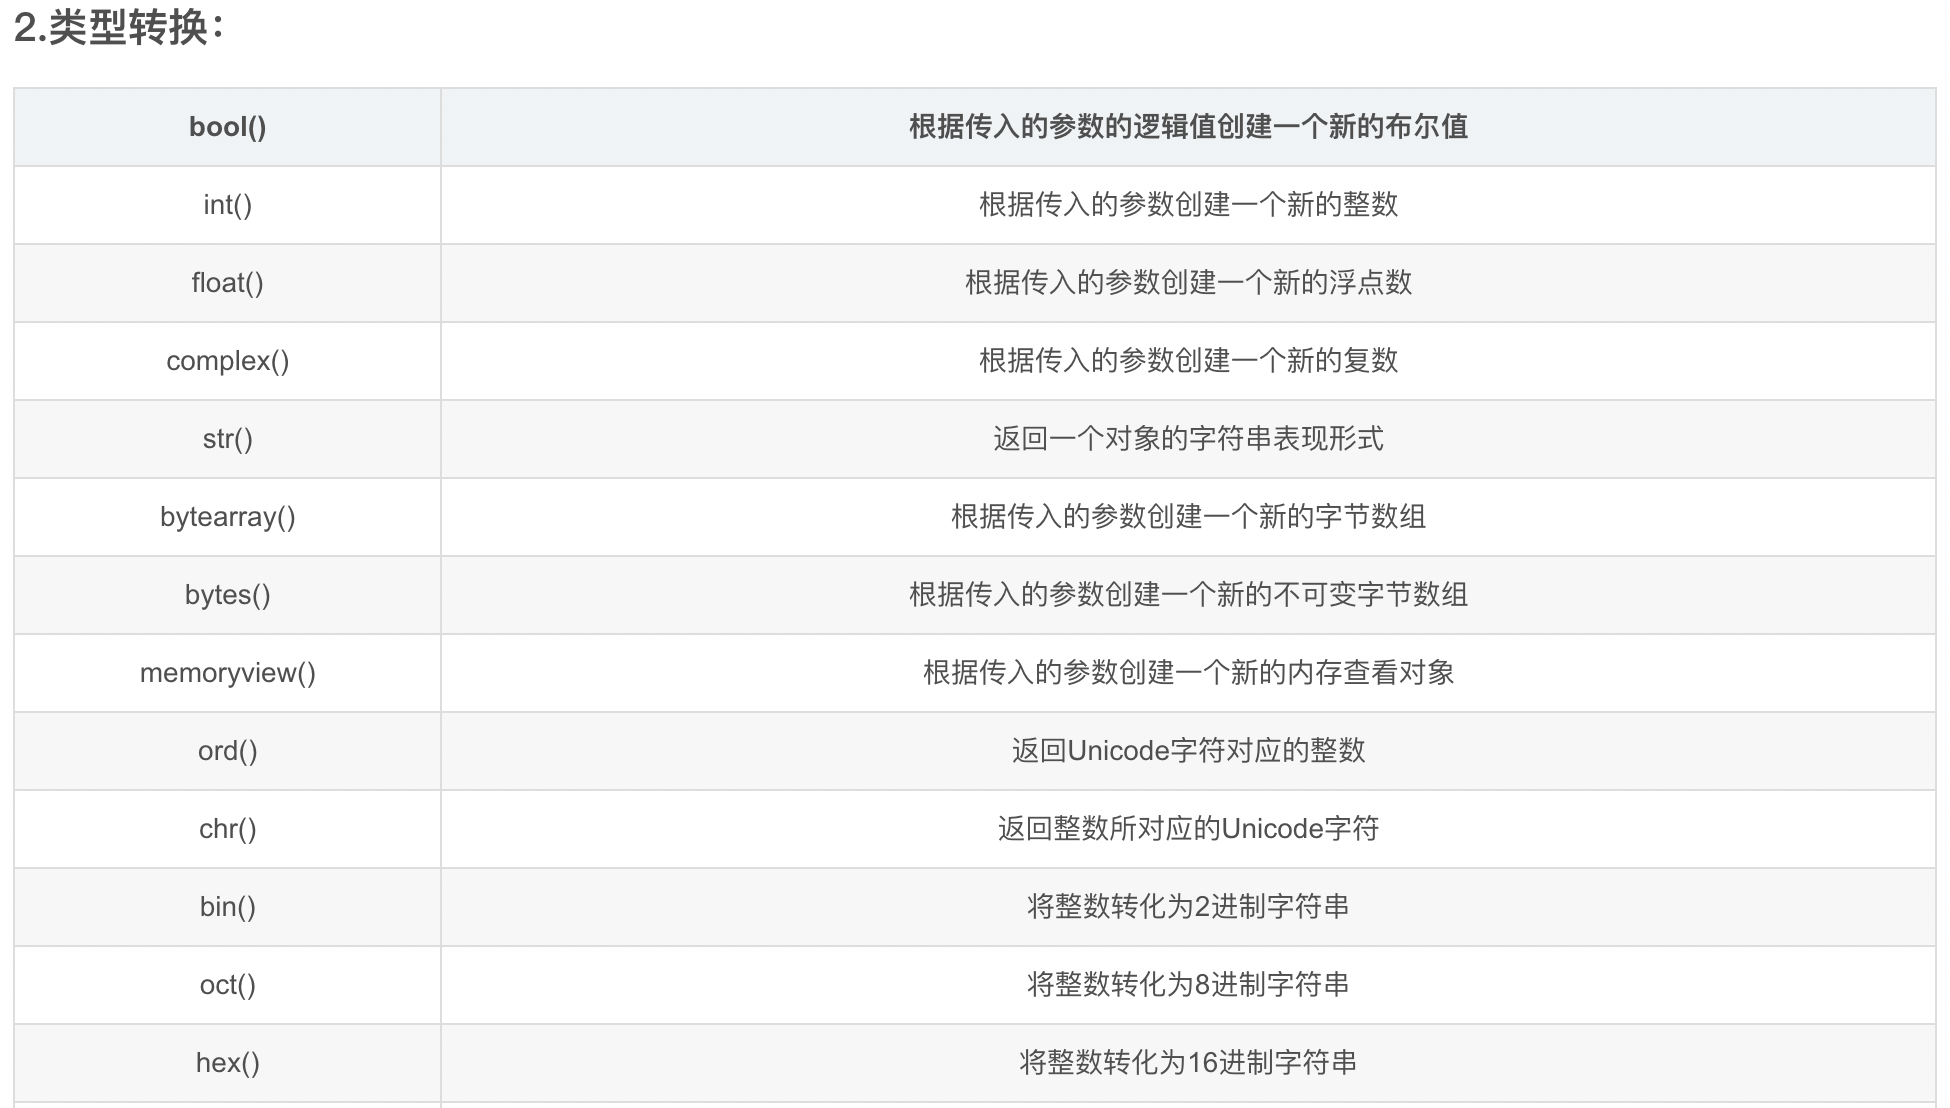 2.类型转换：
bool() 根据传入的参数的逻辑值创建一个新的布尔值
int() 根据传入的参数创建一个新的整数
float() 根据传入的参数创建一个新的浮点数
complex() 根据传入的参数创建一个新的复数
str() 返回一个对象的字符串表现形式
bytearray() 根据传入的参数创建一个新的字节数组
bytes() 根据传入的参数创建一个新的不可变字节数组
memoryview() 根据传入的参数创建一个新的内存查看对象
ord() 返回Unicode字符对应的整数
chr() 返回整数所对应的Unicode字符
bin() 将整数转化为2进制字符串
oct() 将整数转化为8进制字符串
hex() 将整数转化为16进制字符串